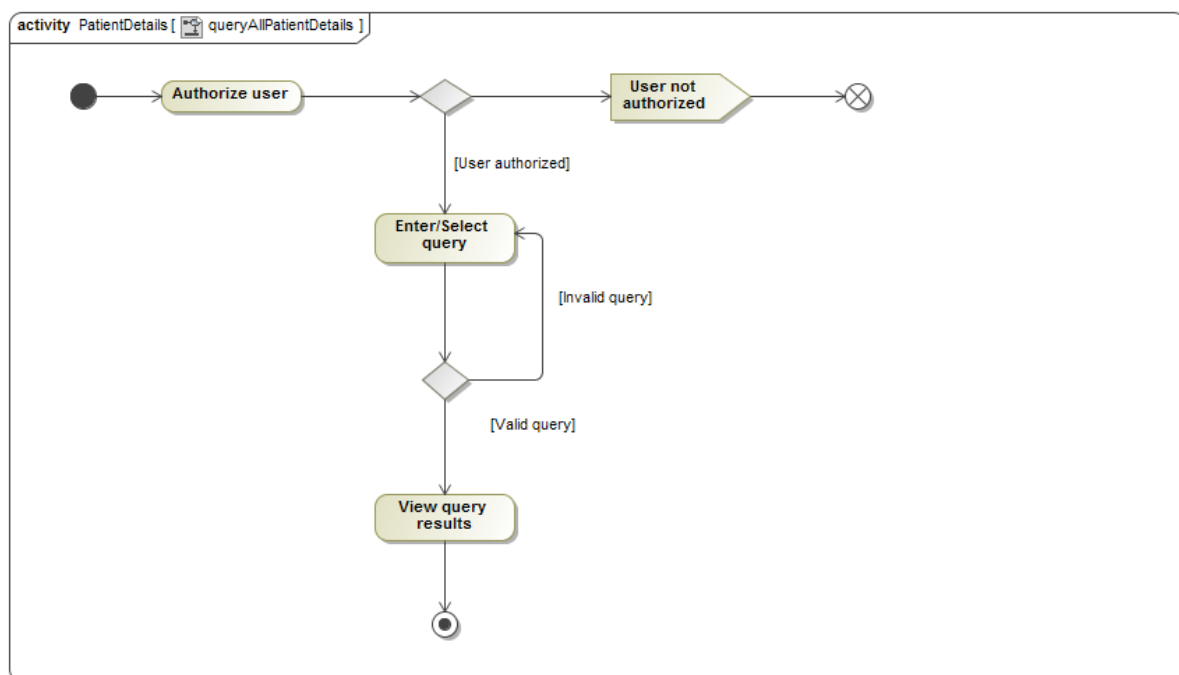 activity PatientDetails [ queryAllPatientDetails ]
Authorize user
User not
authorized
[User authorized]
Enter/Select
query
[Invalid query]
[Valid query]
View query
results